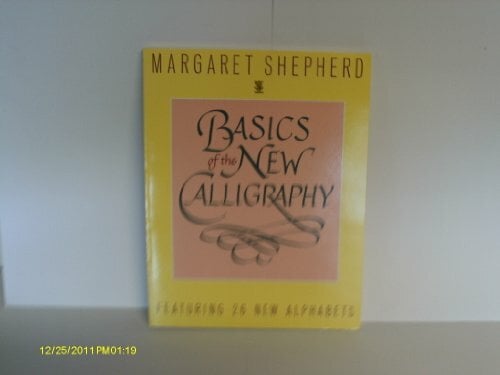 MARGARET SHEPHERD
BASICS
of the NEW
CALLIGRAPHY
FEATURING 26 NEW ALPHABETS
12/25/2011PM01:19